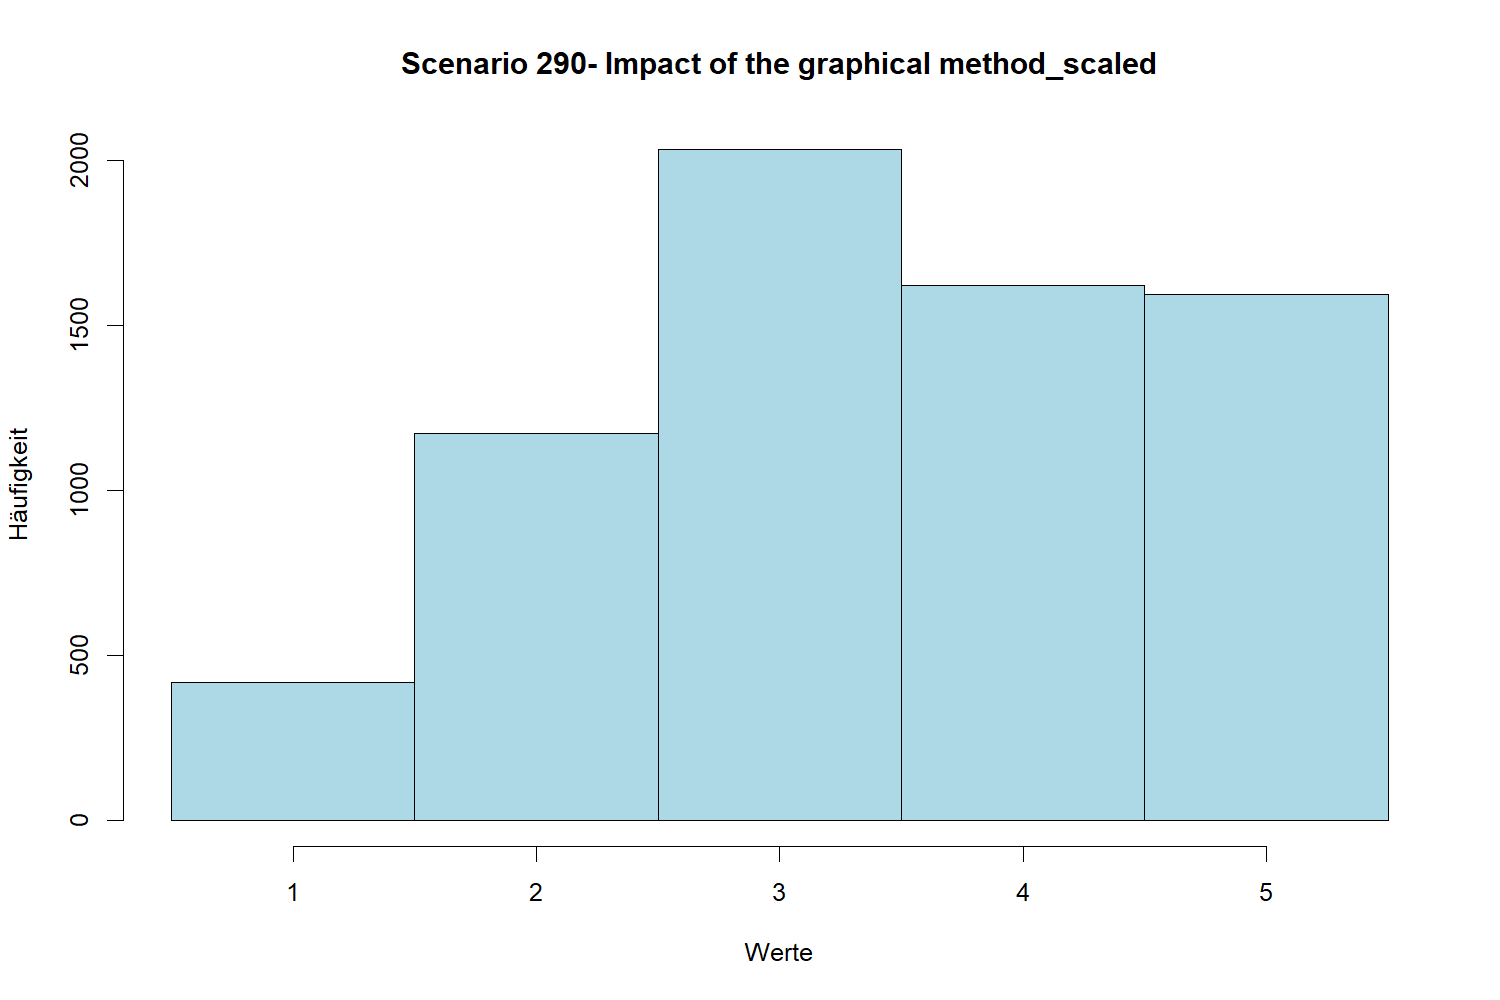 Scenario 290- Impact of the graphical method_scaled
2000
1500
1000
500
0
Häufigkeit
1 2 3 4 5
Werte